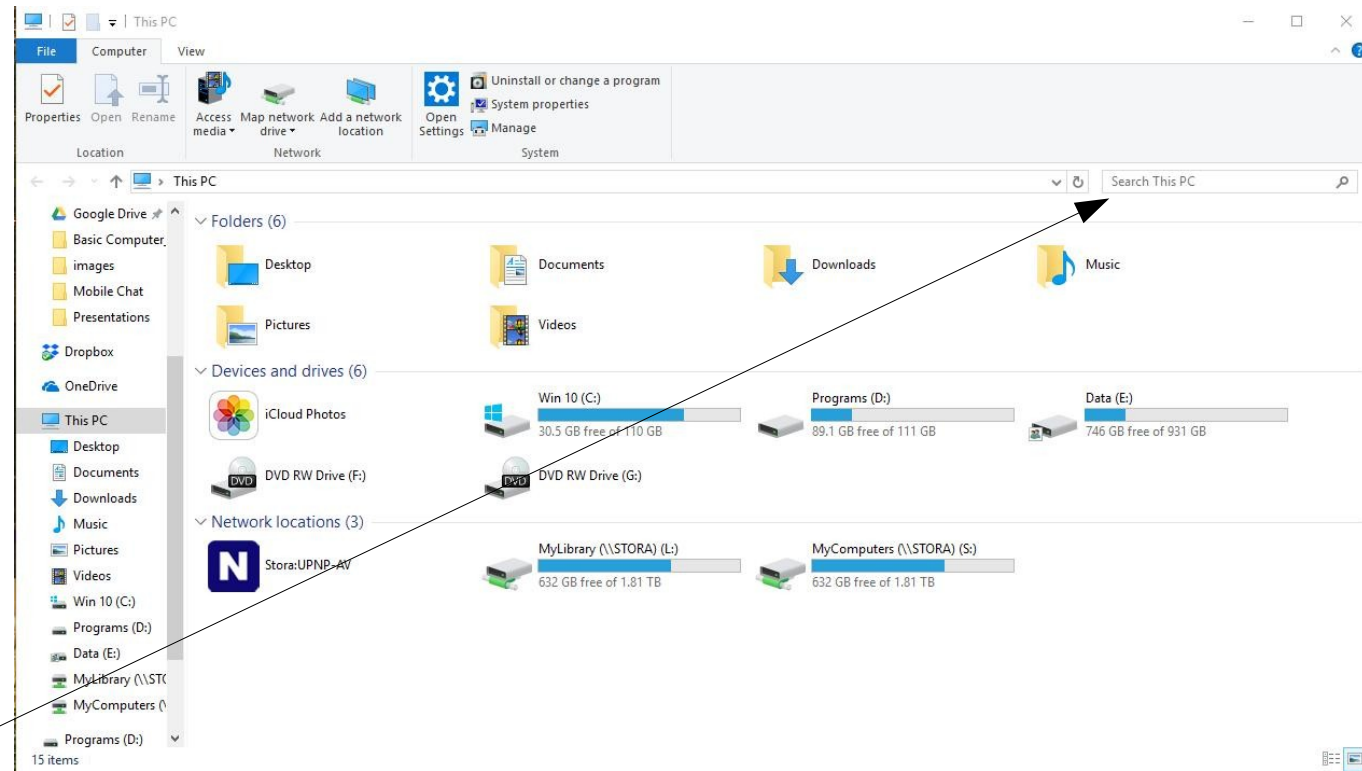 This PC
File Computer View
Properties Open Rename
Access media
Map network drive
Add a network location
Open Settings
Uninstall or change a program
System properties
Manage
Location Network System
This PC
Search This PC
Google Drive
Basic Computer_
images
Mobile Chat
Presentations
Dropbox
OneDrive
This PC
Desktop
Documents
Downloads
Music
Pictures
Videos
Win 10 (C:)
Programs (D:)
Data (E:)
MyLibrary (\\STO
MyComputers (\
Programs (D:)
Folders (6)
Desktop
Documents
Downloads
Music
Pictures
Videos
Devices and drives (6)
iCloud Photos
Win 10 (C:)
30.5 GB free of 110 GB
Programs (D:)
89.1 GB free of 111 GB
Data (E:)
746 GB free of 931 GB
DVD
DVD RW Drive (F:)
DVD
DVD RW Drive (G:)
Network locations (3)
N
Stora:UPNP-AV
MyLibrary (\\STORA) (L:)
632 GB free of 1.81 TB
MyComputers (\\STORA) (S:)
632 GB free of 1.81 TB
15 items